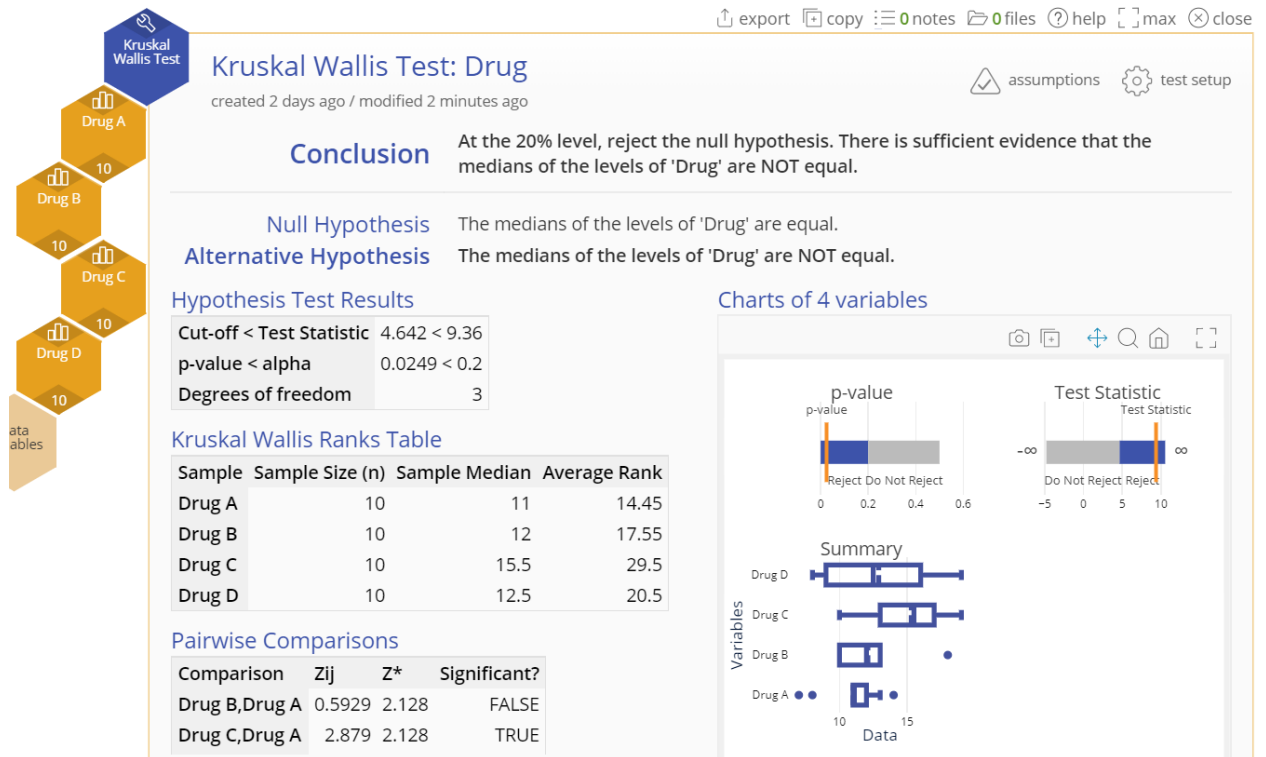 export copy 0 notes 0 files help max close
Kruskal
Wallis Test
Drug A
10
Drug B
10
Drug C
10
Drug D
10
ata
ables
Kruskal Wallis Test: Drug
created 2 days ago / modified 2 minutes ago
assumptions test setup
Conclusion
At the 20% level, reject the null hypothesis. There is sufficient evidence that the
medians of the levels of 'Drug' are NOT equal.
Null Hypothesis The medians of the levels of 'Drug' are equal.
Alternative Hypothesis The medians of the levels of 'Drug' are NOT equal.
Hypothesis Test Results
Cut-off < Test Statistic 4.642 < 9.36
p-value < alpha 0.0249 < 0.2
Degrees of freedom 3
Kruskal Wallis Ranks Table
Sample Sample Size (n) Sample Median Average Rank
Drug A 10 11 14.45
Drug B 10 12 17.55
Drug C 10 15.5 29.5
Drug D 10 12.5 20.5
Pairwise Comparisons
Comparison Zij Z* Significant?
Drug B,Drug A 0.5929 2.128 FALSE
Drug C,Drug A 2.879 2.128 TRUE
Charts of 4 variables
p-value
p-value
Reject Do Not Reject
0 0.2 0.4 0.6
Test Statistic
Test Statistic
-∞ ∞
Do Not Reject Reject
−5 0 5 10
Summary
Drug D
Drug C
Drug B
Drug A
Variables
10 15
Data